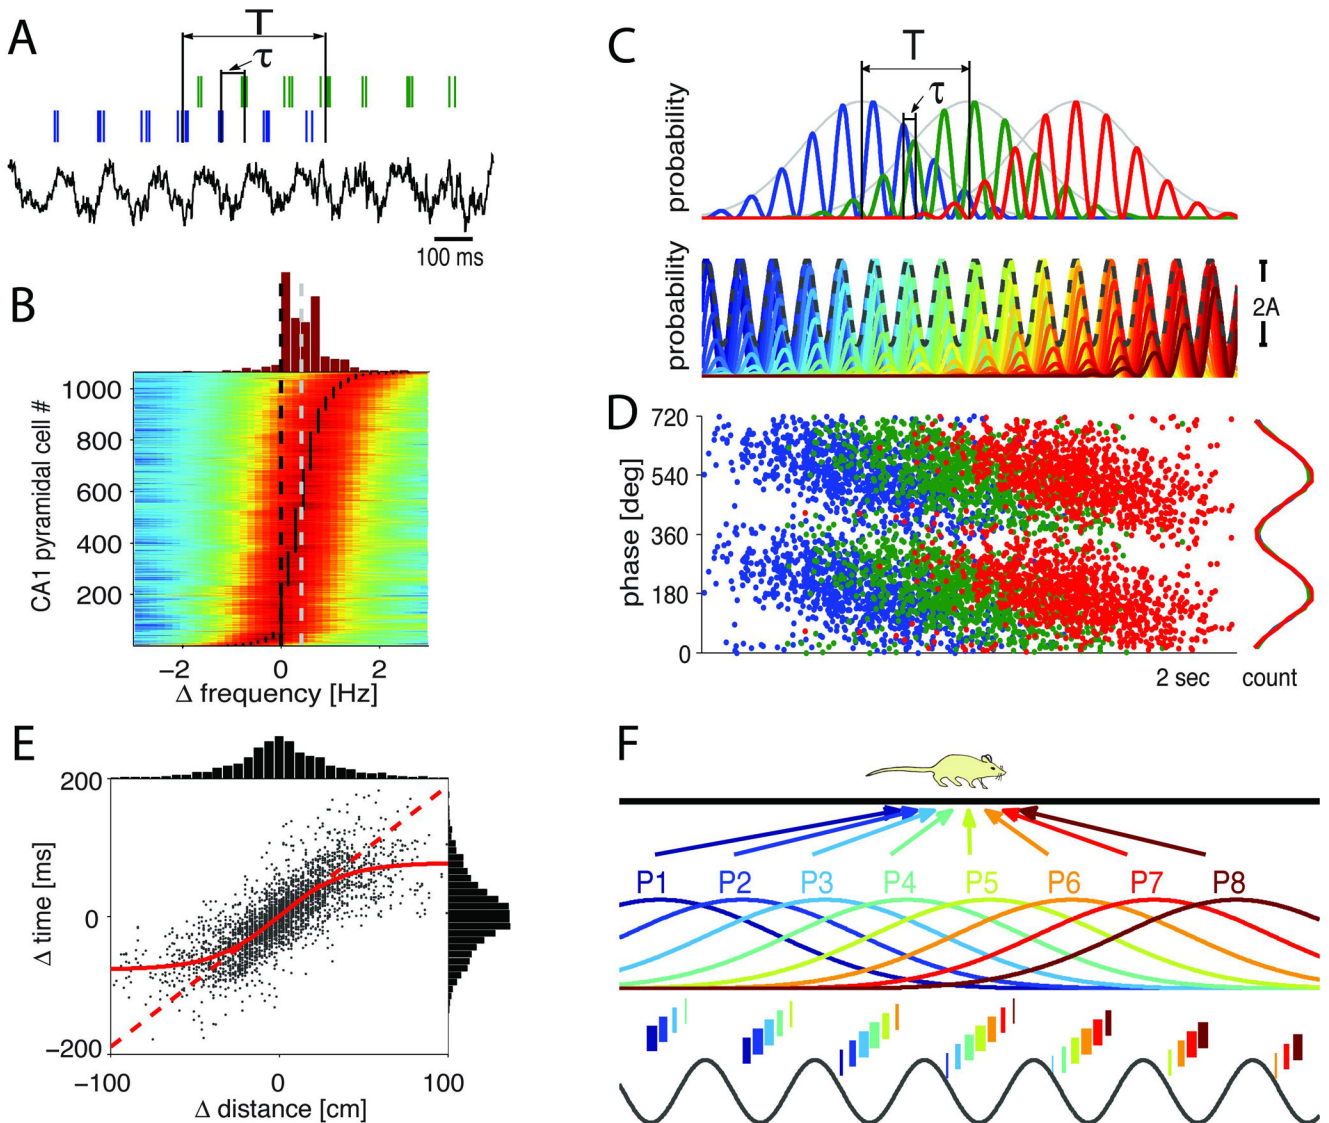 A
T
τ
100 ms
B
CA1 pyramidal cell #
1000
800
600
400
200
−2 0 2
Δ frequency [Hz]
C
T
τ
probability
probability
2A
D
phase [deg]
720
540
360
180
0
2 sec count
E
Δ time [ms]
200
0
−200
−100 0 100
Δ distance [cm]
F
P1 P2 P3 P4 P5 P6 P7 P8